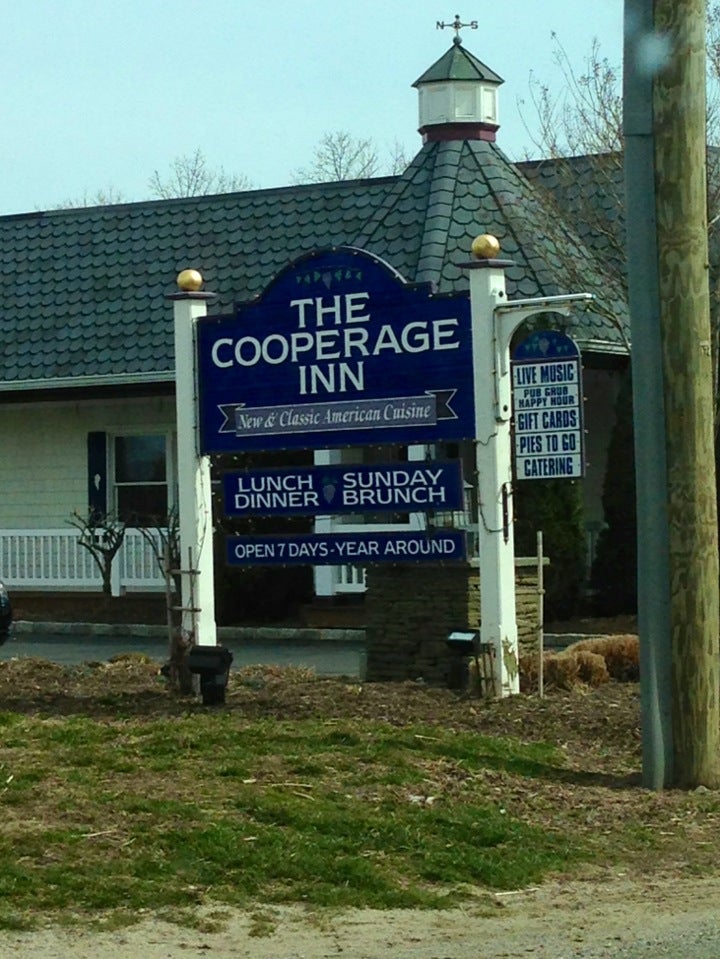 N S
THE
COOPERAGE
INN
New & Classic American Cuisine
LUNCH SUNDAY
DINNER BRUNCH
OPEN 7 DAYS-YEAR AROUND
LIVE MUSIC
PUB GRUB
HAPPY HOUR
GIFT CARDS
PIES TO GO
CATERING